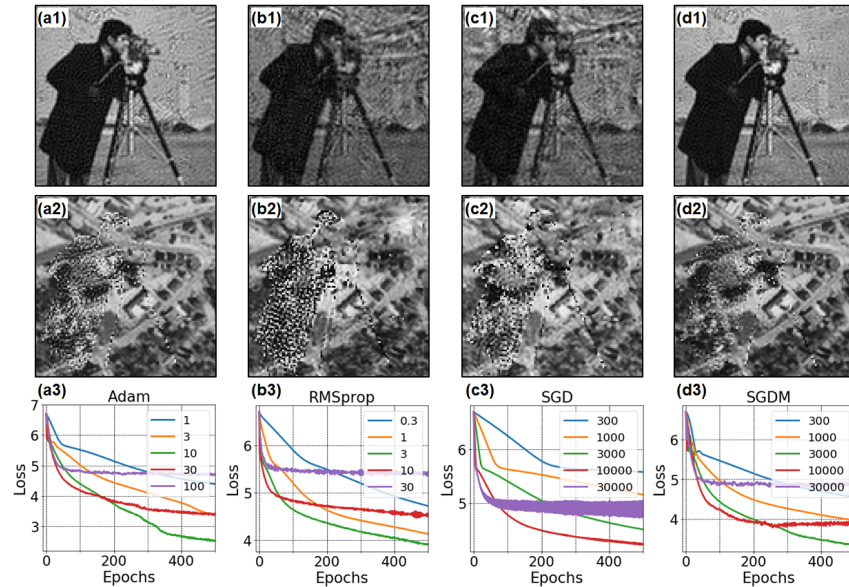 (a1)
(b1)
(c1)
(d1)
(a2)
(b2)
(c2)
(d2)
(a3) Adam
7
6
5
4
3
Loss
1
3
10
30
100
0 200 400
Epochs
(b3) RMSprop
6
5
4
Loss
0.3
1
3
10
30
0 200 400
Epochs
(c3) SGD
6
5
Loss
300
1000
3000
10000
30000
0 200 400
Epochs
(d3) SGDM
6
5
4
Loss
300
1000
3000
10000
30000
0 200 400
Epochs